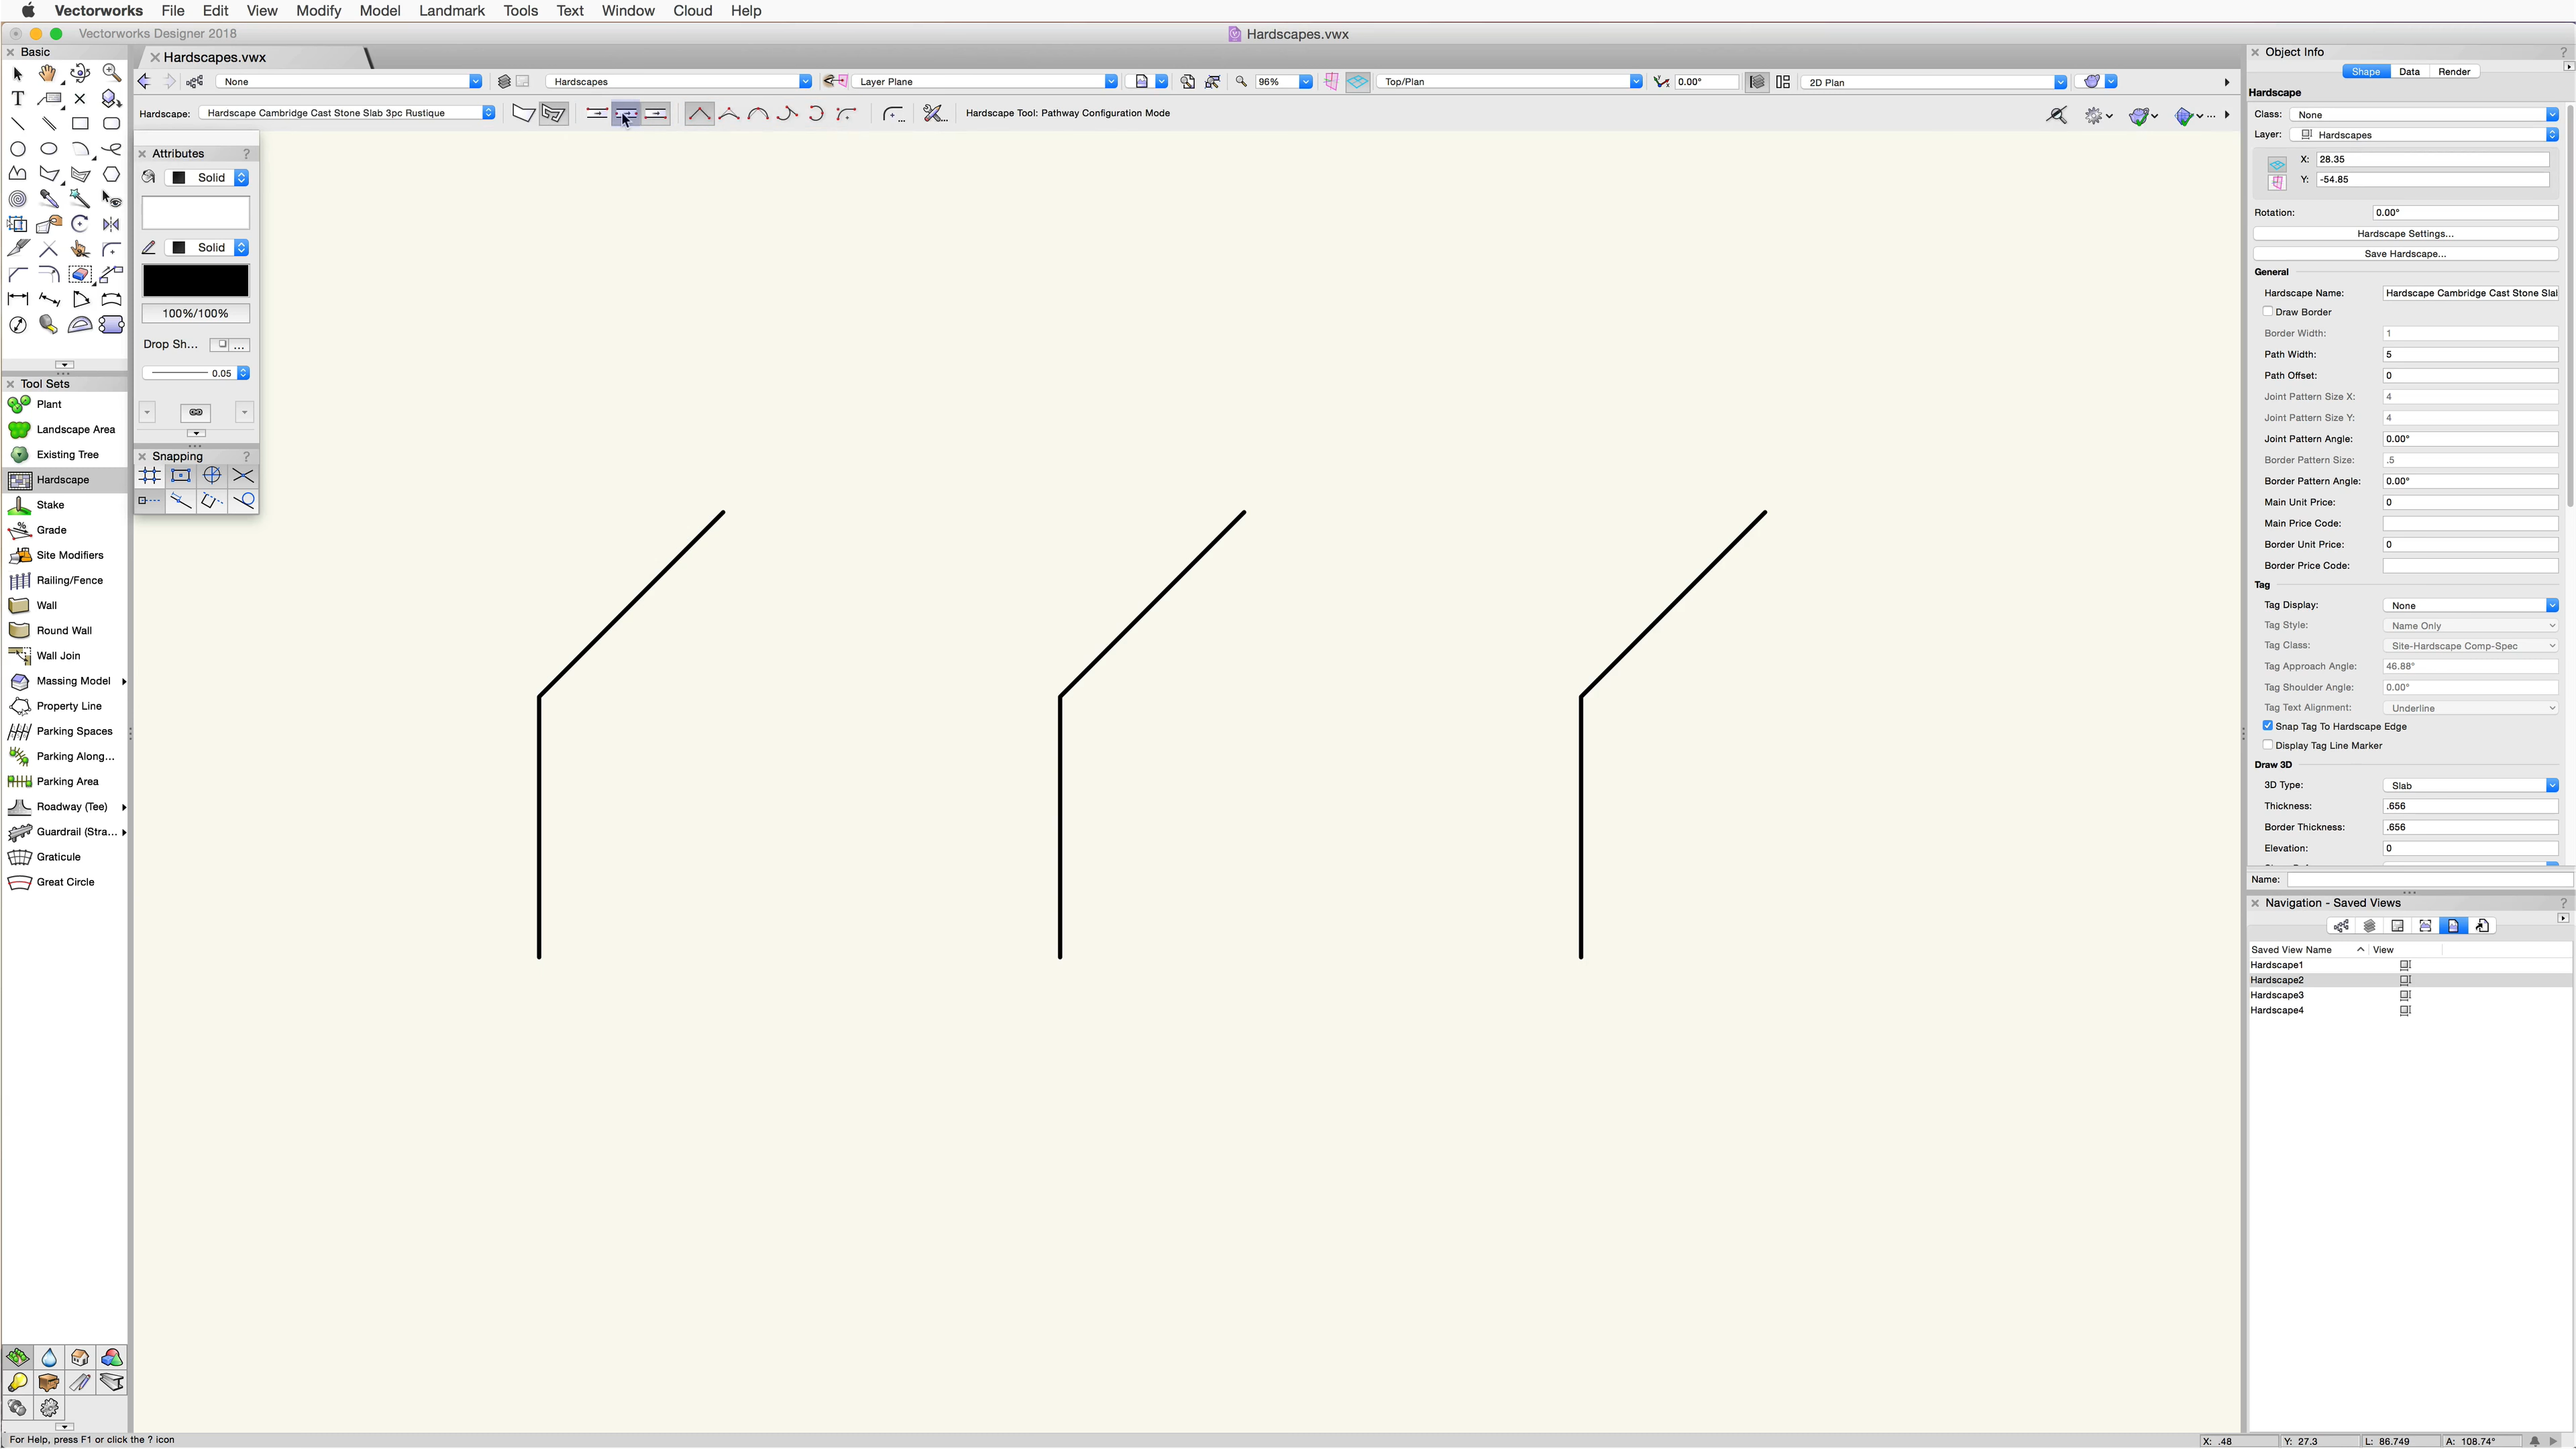 Vectorworks File Edit View Modify Model Landmark Tools Text Window Cloud Help
Vectorworks Designer 2018
Hardscapes.vwx
Basic
Hardscapes.vwx
None
Hardscapes
Layer Plane
96%
Top/Plan
0.00°
2D Plan
Hardscape:
Hardscape Cambridge Cast Stone Slab 3pc Rustique
Hardscape Tool: Pathway Configuration Mode
Attributes ?
Solid
Solid
100%/100%
Drop Sh...
...
0.05
Snapping ?
Tool Sets
Plant
Landscape Area
Existing Tree
Hardscape
Stake
Grade
Site Modifiers
Railing/Fence
Wall
Round Wall
Wall Join
Massing Model
Property Line
Parking Spaces
Parking Along...
Parking Area
Roadway (Tee)
Guardrail (Stra...
Graticule
Great Circle
For Help, press F1 or click the ? icon
Object Info ?
Shape Data Render
Hardscape
Class: None
Layer: Hardscapes
X: 28.35
Y: -54.85
Rotation: 0.00°
Hardscape Settings...
Save Hardscape...
General
Hardscape Name: Hardscape Cambridge Cast Stone Slal
Draw Border
Border Width: 1
Path Width: 5
Path Offset: 0
Joint Pattern Size X: 4
Joint Pattern Size Y: 4
Joint Pattern Angle: 0.00°
Border Pattern Size: .5
Border Pattern Angle: 0.00°
Main Unit Price: 0
Main Price Code:
Border Unit Price: 0
Border Price Code:
Tag
Tag Display: None
Tag Style: Name Only
Tag Class: Site-Hardscape Comp-Spec
Tag Approach Angle: 46.88°
Tag Shoulder Angle: 0.00°
Tag Text Alignment: Underline
Snap Tag To Hardscape Edge
Display Tag Line Marker
Draw 3D
3D Type: Slab
Thickness: .656
Border Thickness: .656
Elevation: 0
Name:
Navigation - Saved Views ?
Saved View Name View
Hardscape1
Hardscape2
Hardscape3
Hardscape4
X: .48 Y: 27.3 L: 86.749 A: 108.74°